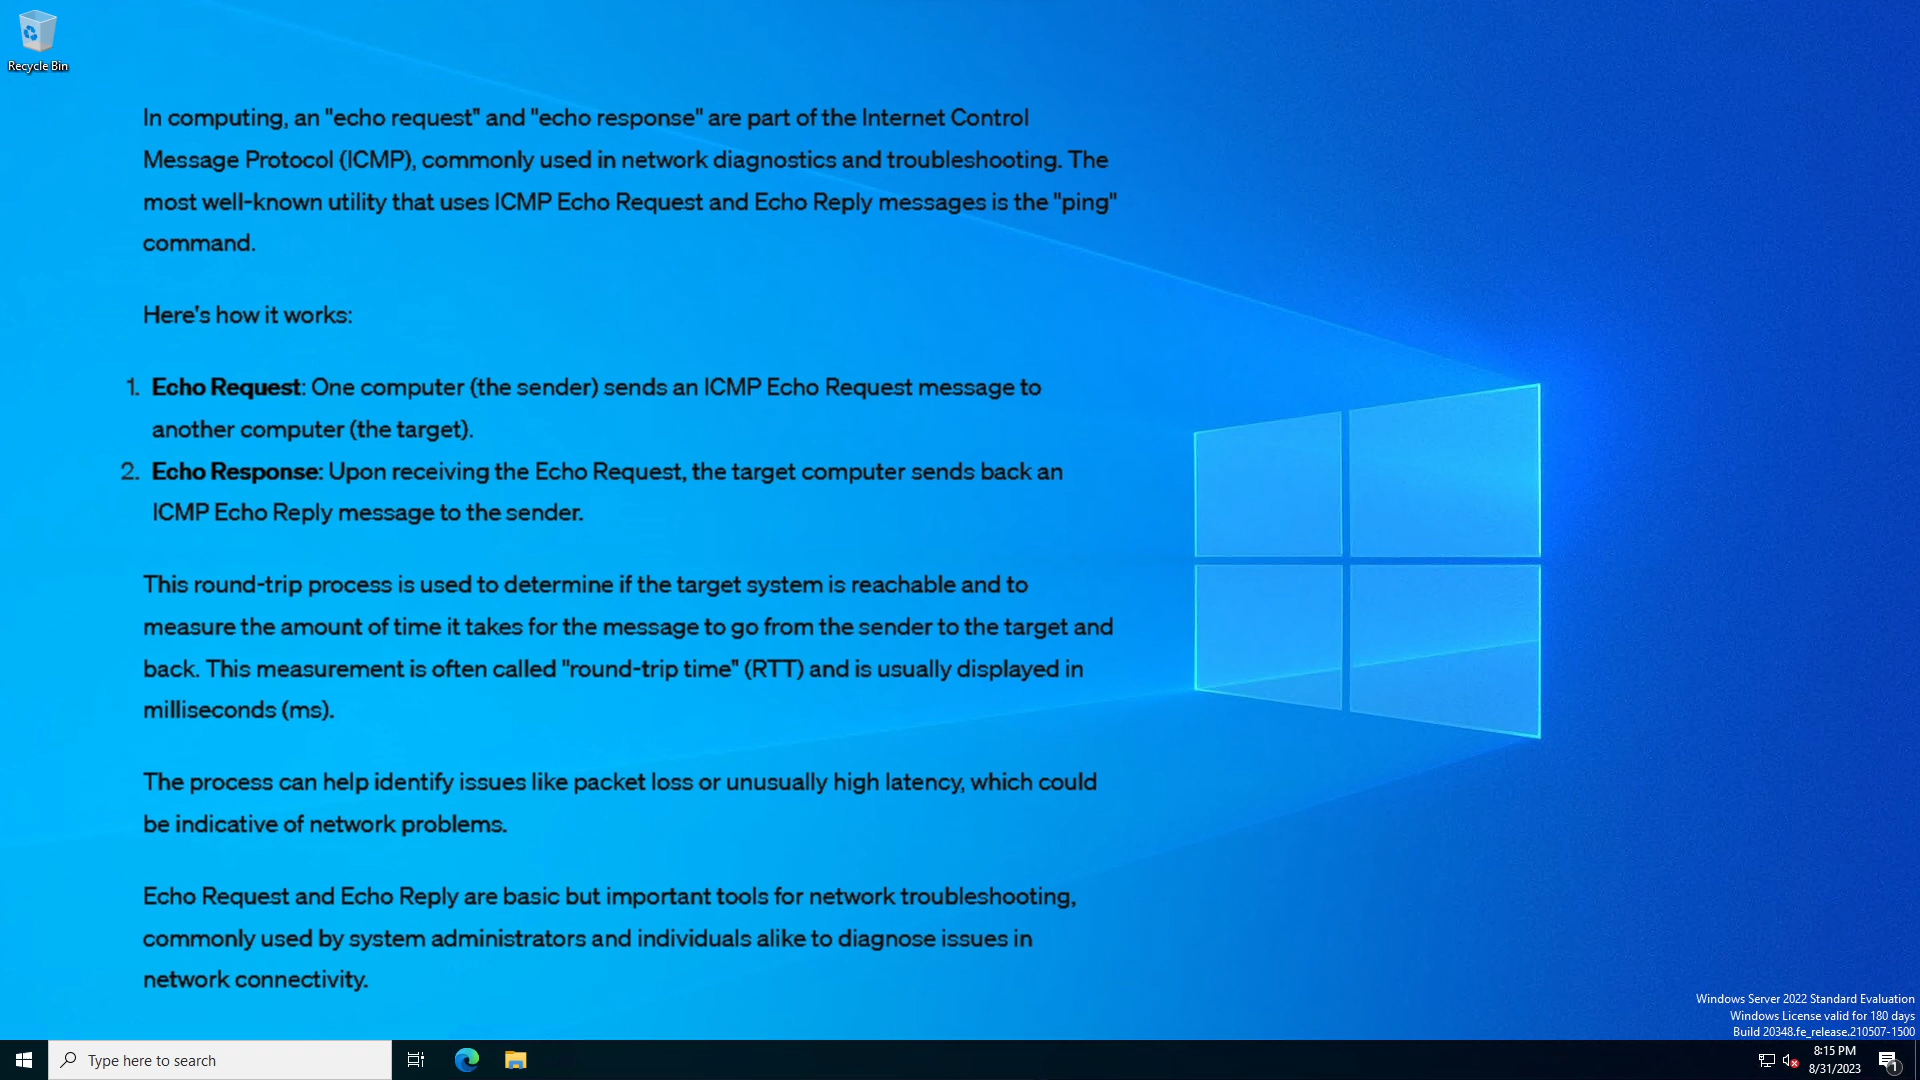 Recycle Bin
In computing, an "echo request" and "echo response" are part of the Internet Control
Message Protocol (ICMP), commonly used in network diagnostics and troubleshooting. The
most well-known utility that uses ICMP Echo Request and Echo Reply messages is the "ping"
command.
Here's how it works:
1. Echo Request: One computer (the sender) sends an ICMP Echo Request message to
another computer (the target).
2. Echo Response: Upon receiving the Echo Request, the target computer sends back an
ICMP Echo Reply message to the sender.
This round-trip process is used to determine if the target system is reachable and to
measure the amount of time it takes for the message to go from the sender to the target and
back. This measurement is often called "round-trip time" (RTT) and is usually displayed in
milliseconds (ms).
The process can help identify issues like packet loss or unusually high latency, which could
be indicative of network problems.
Echo Request and Echo Reply are basic but important tools for network troubleshooting,
commonly used by system administrators and individuals alike to diagnose issues in
network connectivity.
Windows Server 2022 Standard Evaluation
Windows License valid for 180 days
Build 20348.fe_release.210507-1500
Type here to search
8:15 PM
8/31/2023
1